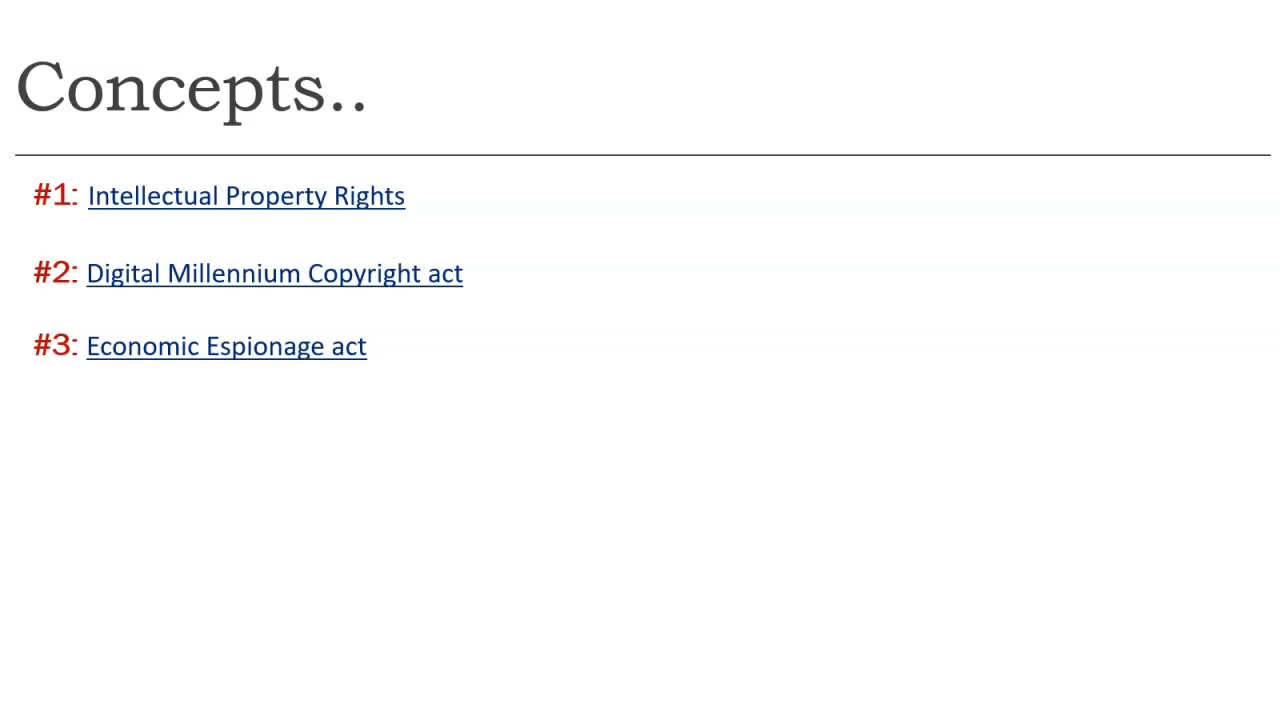 Concepts..
#1: Intellectual Property Rights
#2: Digital Millennium Copyright act
#3: Economic Espionage act